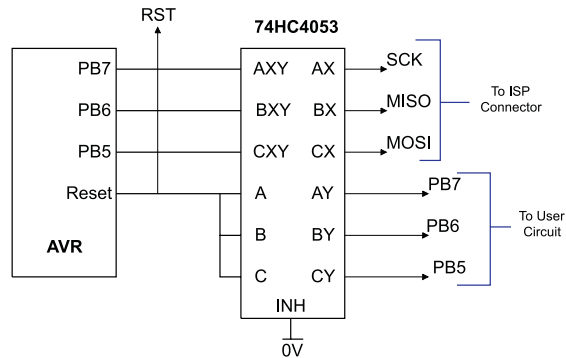 RST
74HC4053
PB7
AXY
AX
SCK
PB6
BXY
BX
MISO
To ISP
Connector
PB5
CXY
CX
MOSI
Reset
A
AY
PB7
AVR
B
BY
PB6
To User
Circuit
C
CY
PB5
INH
0V